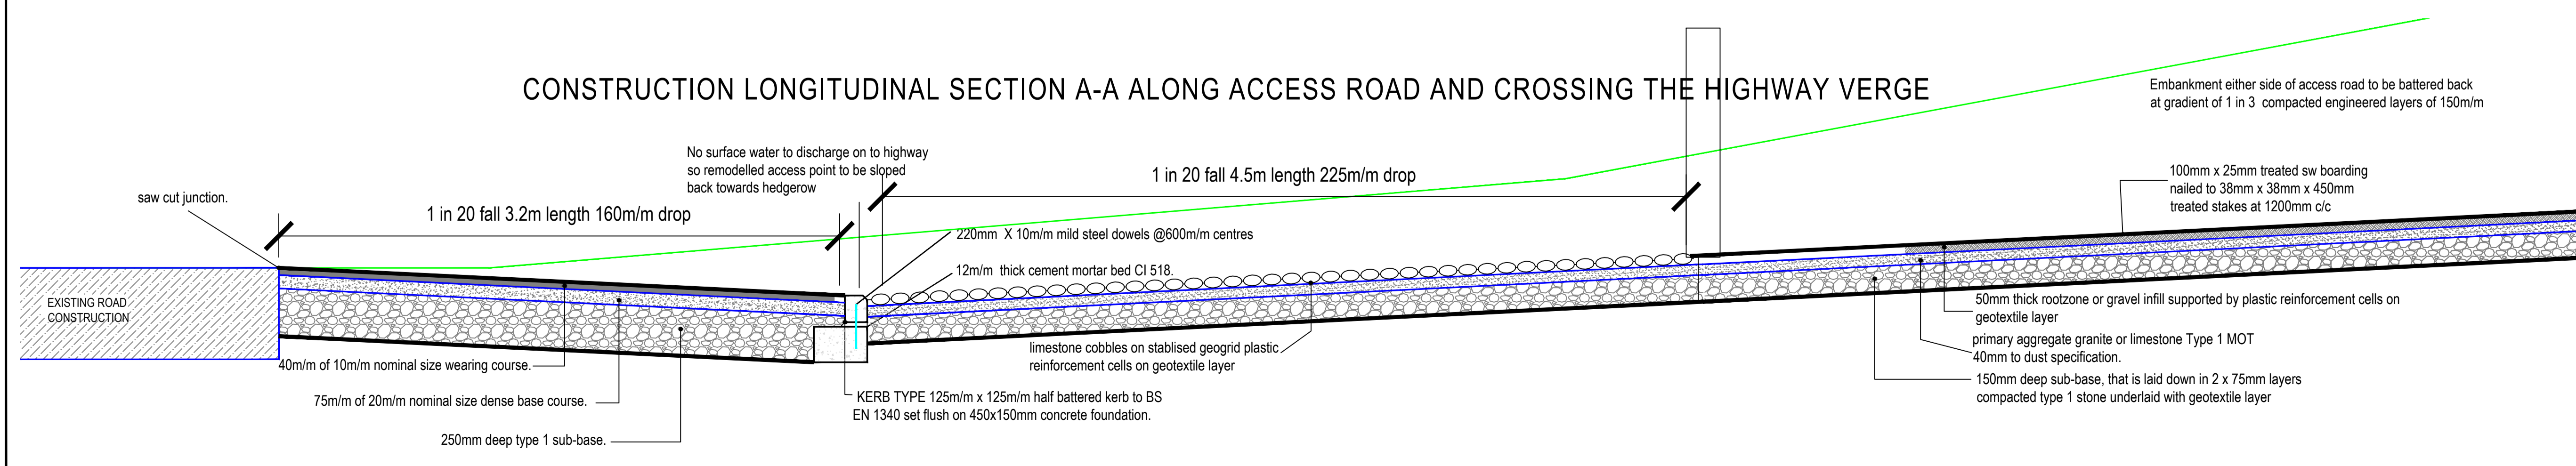 CONSTRUCTION LONGITUDINAL SECTION A-A ALONG ACCESS ROAD AND CROSSING THE HIGHWAY VERGE
Embankment either side of access road to be battered back
at gradient of 1 in 3 compacted engineered layers of 150m/m
No surface water to discharge on to highway
so remodelled access point to be sloped
back towards hedgerow
1 in 20 fall 4.5m length 225m/m drop
100mm x 25mm treated sw boarding
nailed to 38mm x 38mm x 450mm
treated stakes at 1200mm c/c
saw cut junction.
1 in 20 fall 3.2m length 160m/m drop
220mm X 10m/m mild steel dowels @600m/m centres
12m/m thick cement mortar bed CI 518.
EXISTING ROAD
CONSTRUCTION
50mm thick rootzone or gravel infill supported by plastic reinforcement cells on
geotextile layer
primary aggregate granite or limestone Type 1 MOT
40mm to dust specification.
limestone cobbles on stablised geogrid plastic
reinforcement cells on geotextile layer
40m/m of 10m/m nominal size wearing course.
150mm deep sub-base, that is laid down in 2 x 75mm layers
compacted type 1 stone underlaid with geotextile layer
75m/m of 20m/m nominal size dense base course.
KERB TYPE 125m/m x 125m/m half battered kerb to BS
EN 1340 set flush on 450x150mm concrete foundation.
250mm deep type 1 sub-base.